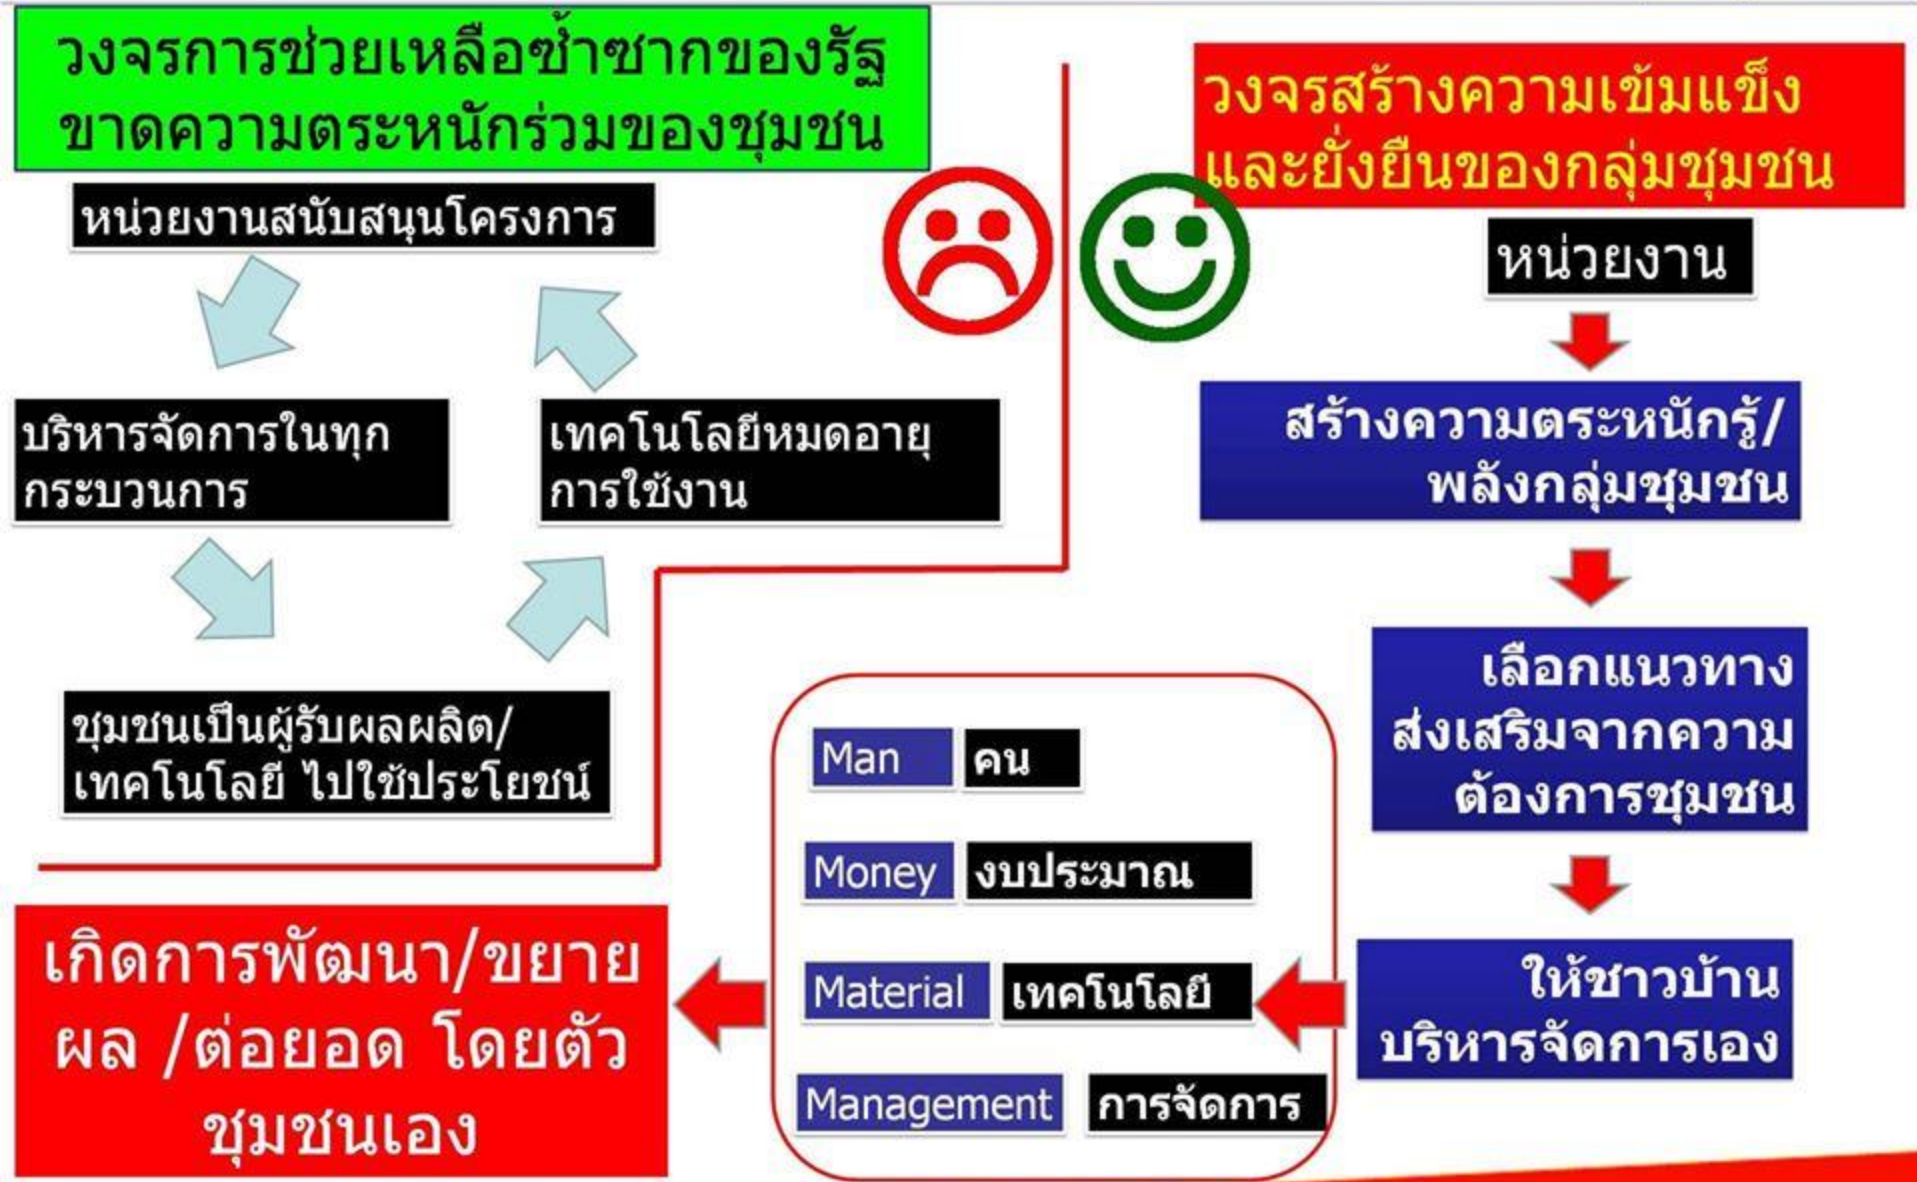 วงจรการช่วยเหลือซ้ำซากของรัฐ
ขาดความตระหนักร่วมของชุมชน
หน่วยงานสนับสนุนโครงการ
บริหารจัดการในทุก
กระบวนการ
ชุมชนเป็นผู้รับผลผลิต/
เทคโนโลยี ไปใช้ประโยชน์
เทคโนโลยีหมดอายุ
การใช้งาน
วงจรสร้างความเข้มแข็ง
และยั่งยืนของกลุ่มชุมชน
หน่วยงาน
สร้างความตระหนักรู้/
พลังกลุ่มชุมชน
เลือกแนวทาง
ส่งเสริมจากความ
ต้องการชุมชน
ให้ชาวบ้าน
บริหารจัดการเอง
Man คน
Money งบประมาณ
Material เทคโนโลยี
Management การจัดการ
เกิดการพัฒนา/ขยาย
ผล /ต่อยอด โดยตัว
ชุมชนเอง